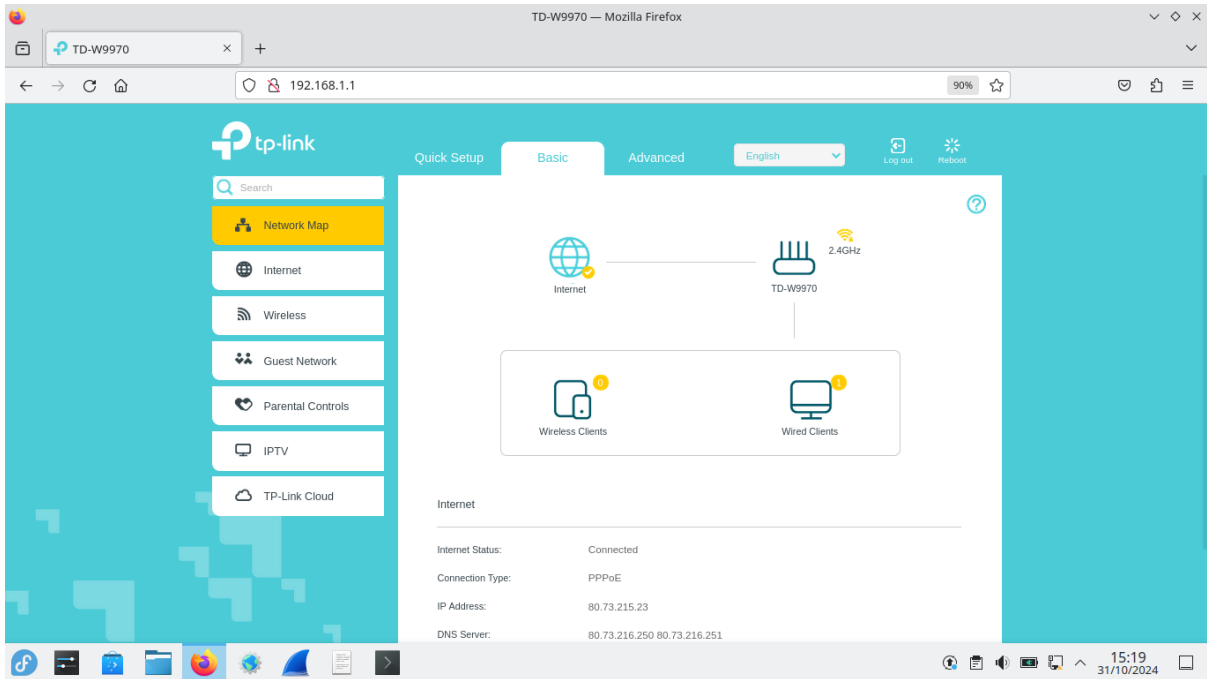 TD-W9970 — Mozilla Firefox
TD-W9970
192.168.1.1
90%
tp-link
Quick Setup
Basic
Advanced
English
Log out
Reboot
Search
Network Map
Internet
Wireless
Guest Network
Parental Controls
IPTV
TP-Link Cloud
Internet
2.4GHz
TD-W9970
0
Wireless Clients
1
Wired Clients
Internet
Internet Status: Connected
Connection Type: PPPoE
IP Address: 80.73.215.23
DNS Server: 80.73.216.250 80.73.216.251
15:19
31/10/2024